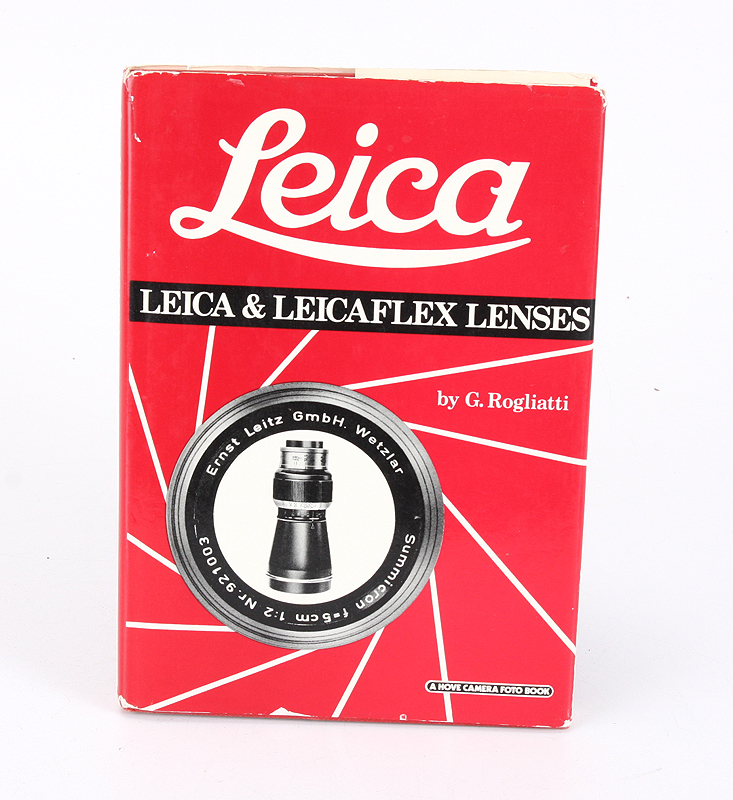 Leica
LEICA & LEICAFLEX LENSES
by G. Rogliatti
Ernst Leitz GmbH. Wetzlar
Summicron f=5cm 1:2 Nr. 921003
A HOVE CAMERA FOTO BOOK